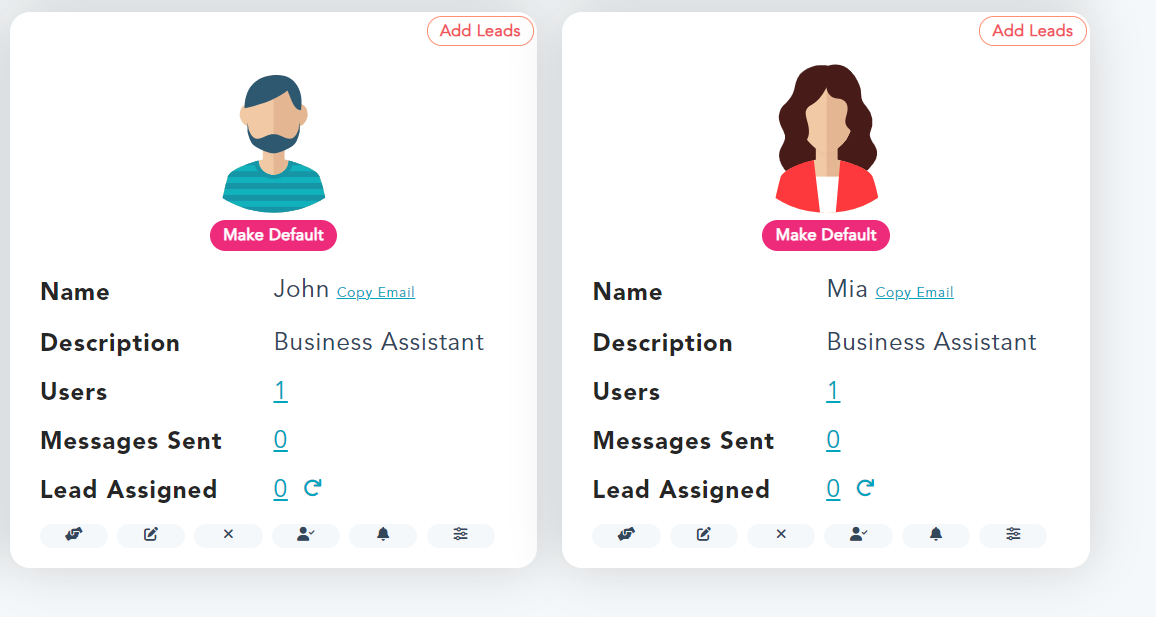 Add Leads
Make Default
Name John Copy Email
Description Business Assistant
Users 1
Messages Sent 0
Lead Assigned 0
Add Leads
Make Default
Name Mia Copy Email
Description Business Assistant
Users 1
Messages Sent 0
Lead Assigned 0